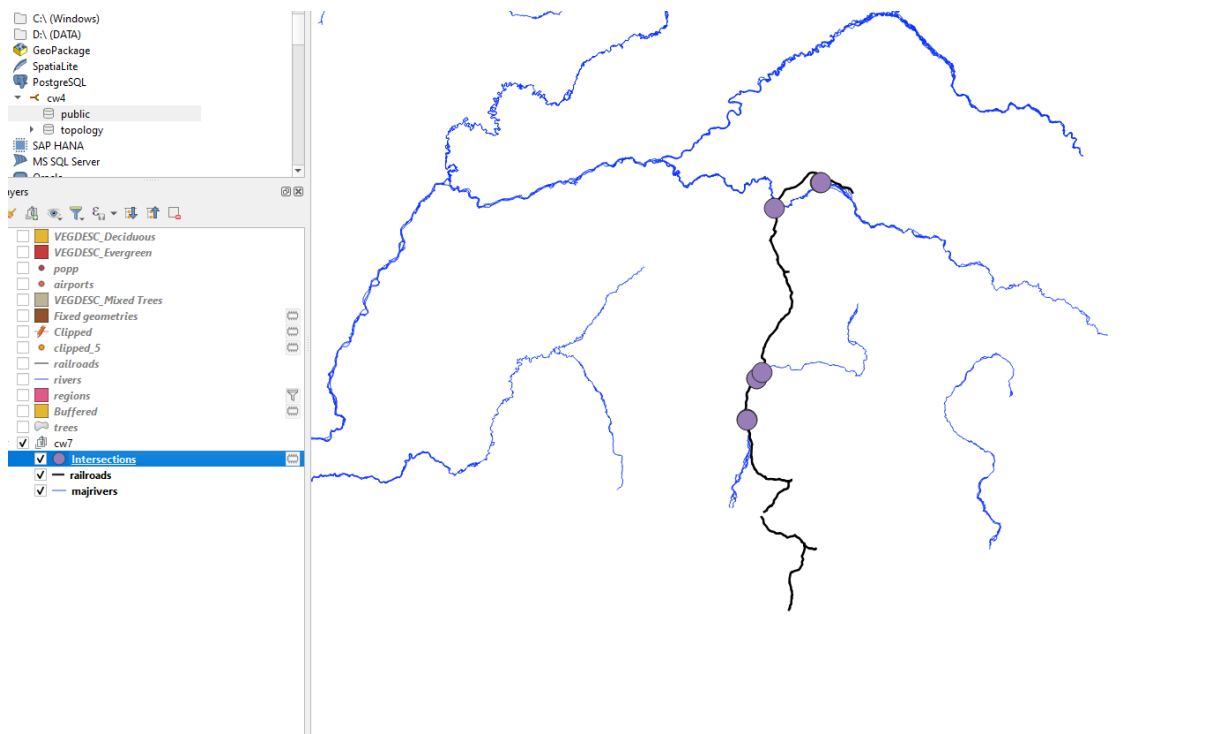 C:\ (Windows)
D:\ (DATA)
GeoPackage
SpatiaLite
PostgreSQL
cw4
public
topology
SAP HANA
MS SQL Server
ayers
VEGDESC_Deciduous
VEGDESC_Evergreen
popp
airports
VEGDESC_Mixed Trees
Fixed geometries
Clipped
clipped_5
railroads
rivers
regions
Buffered
trees
cw7
Intersections
railroads
majrivers